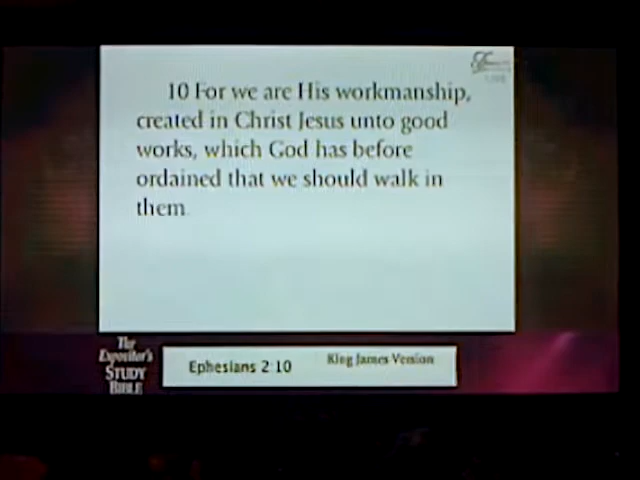 10 For we are His workmanship,
created in Christ Jesus unto good
works, which God has before
ordained that we should walk in
them
The
Expositor's
STUDY
BIBLE
Ephesians 2:10
King James Version